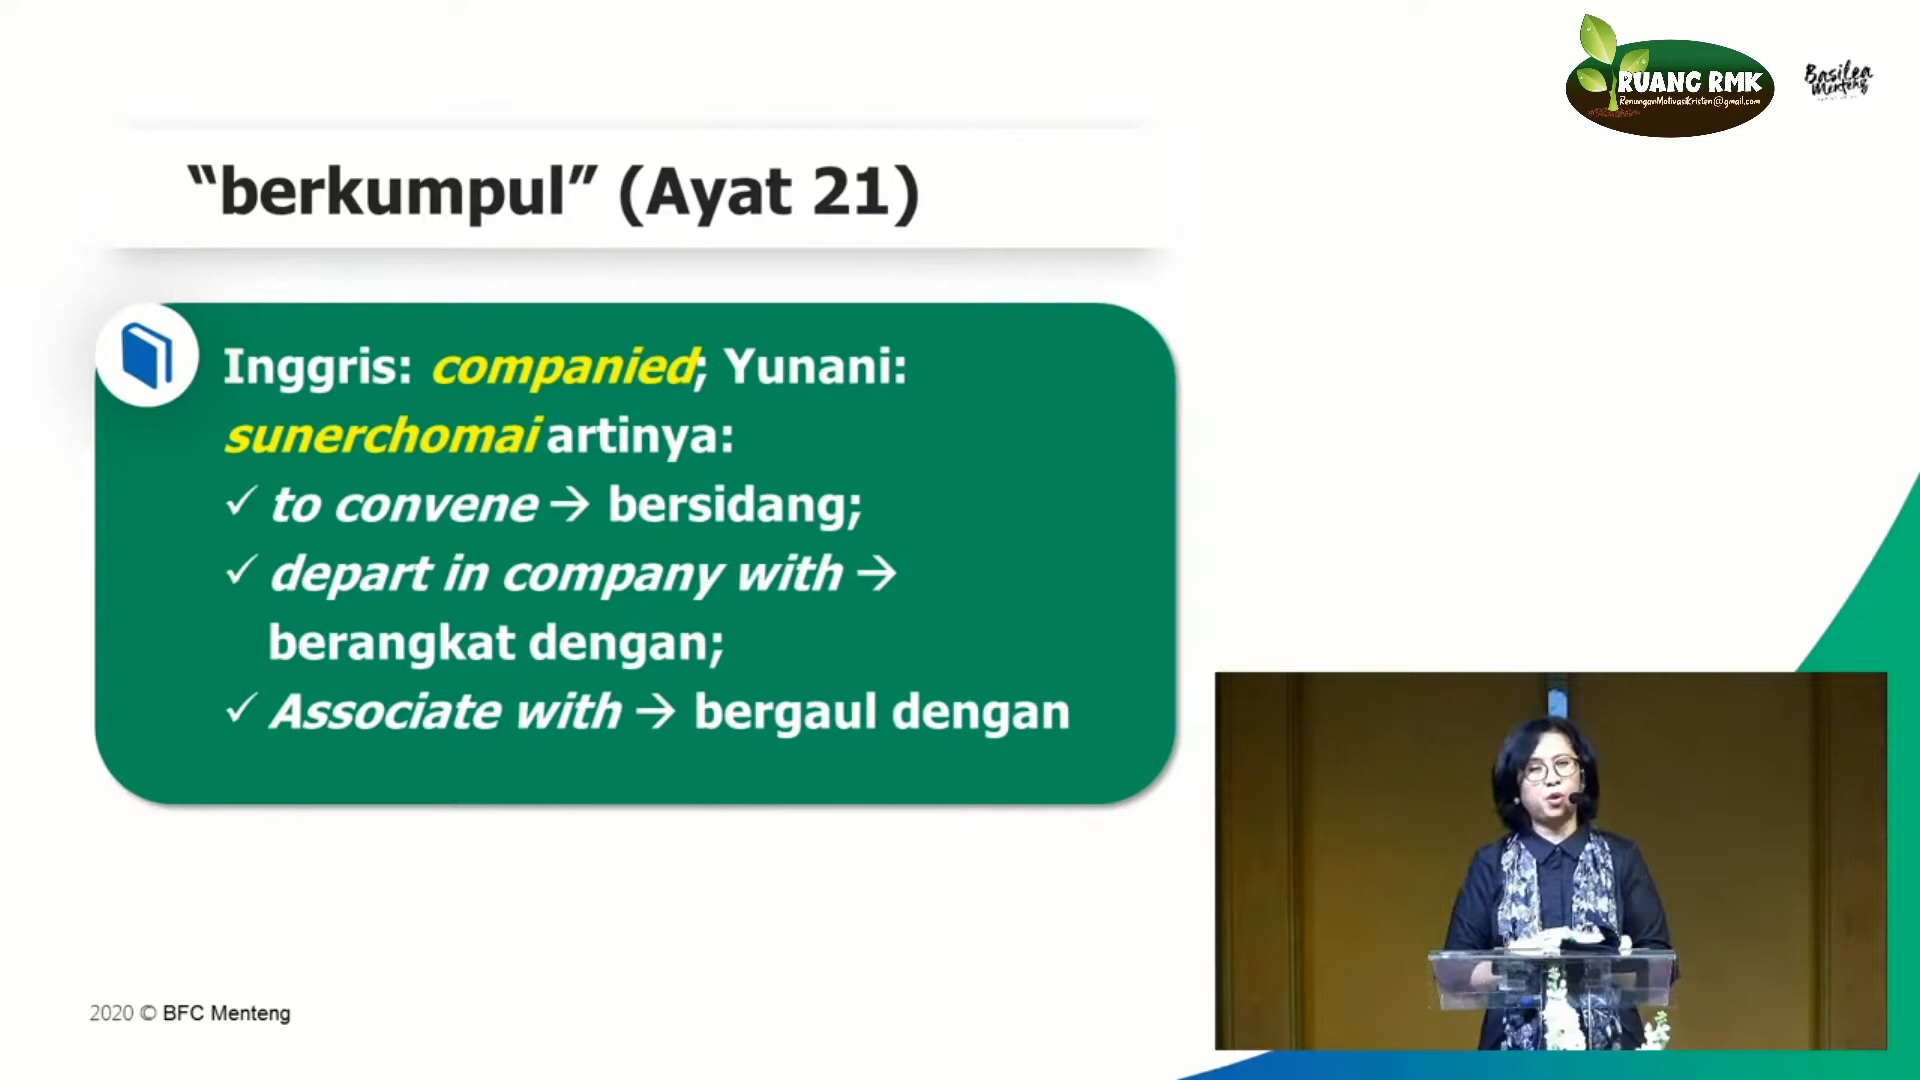 RUANG RMK
RenunganMotivasiKristen@gmail.com
Basilea
Menteng
“berkumpul” (Ayat 21)
Inggris: companied; Yunani:
sunerchomai artinya:
✓ to convene → bersidang;
✓ depart in company with →
berangkat dengan;
✓ Associate with → bergaul dengan
2020 © BFC Menteng